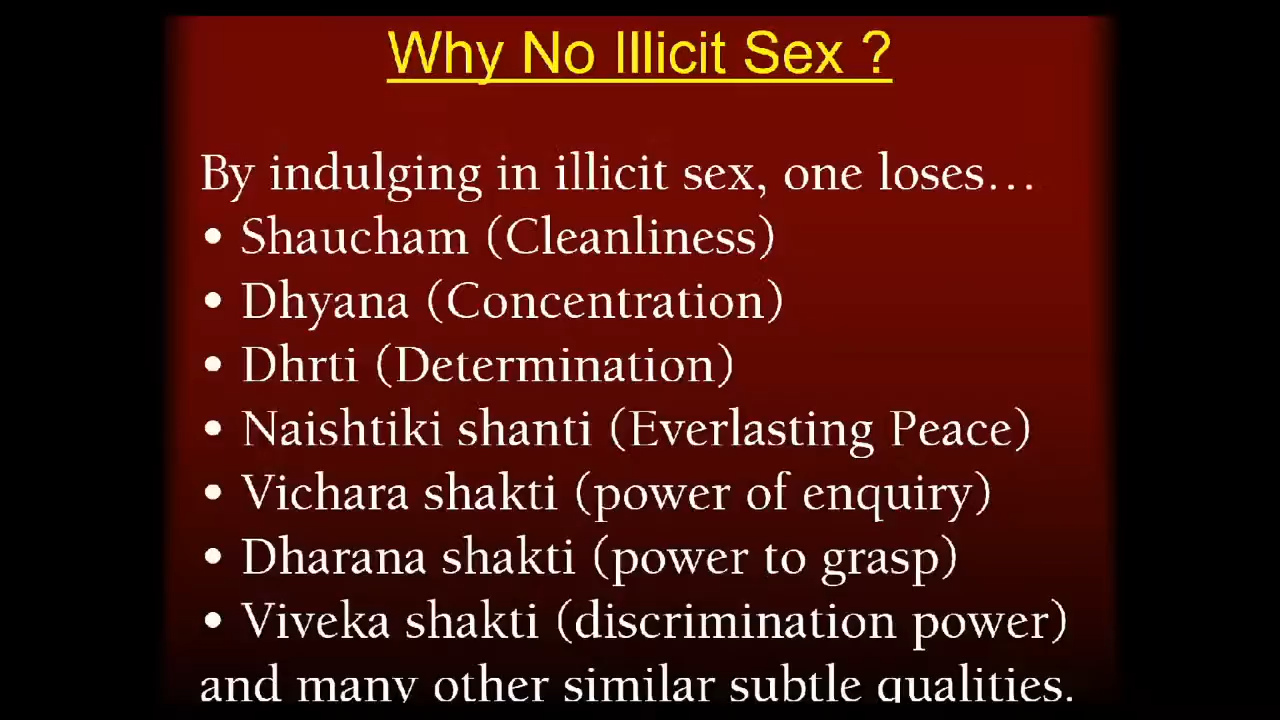 Why No Illicit Sex ?
By indulging in illicit sex, one loses...
• Shaucham (Cleanliness)
• Dhyana (Concentration)
• Dhrti (Determination)
• Naishtiki shanti (Everlasting Peace)
• Vichara shakti (power of enquiry)
• Dharana shakti (power to grasp)
• Viveka shakti (discrimination power)
and many other similar subtle qualities.